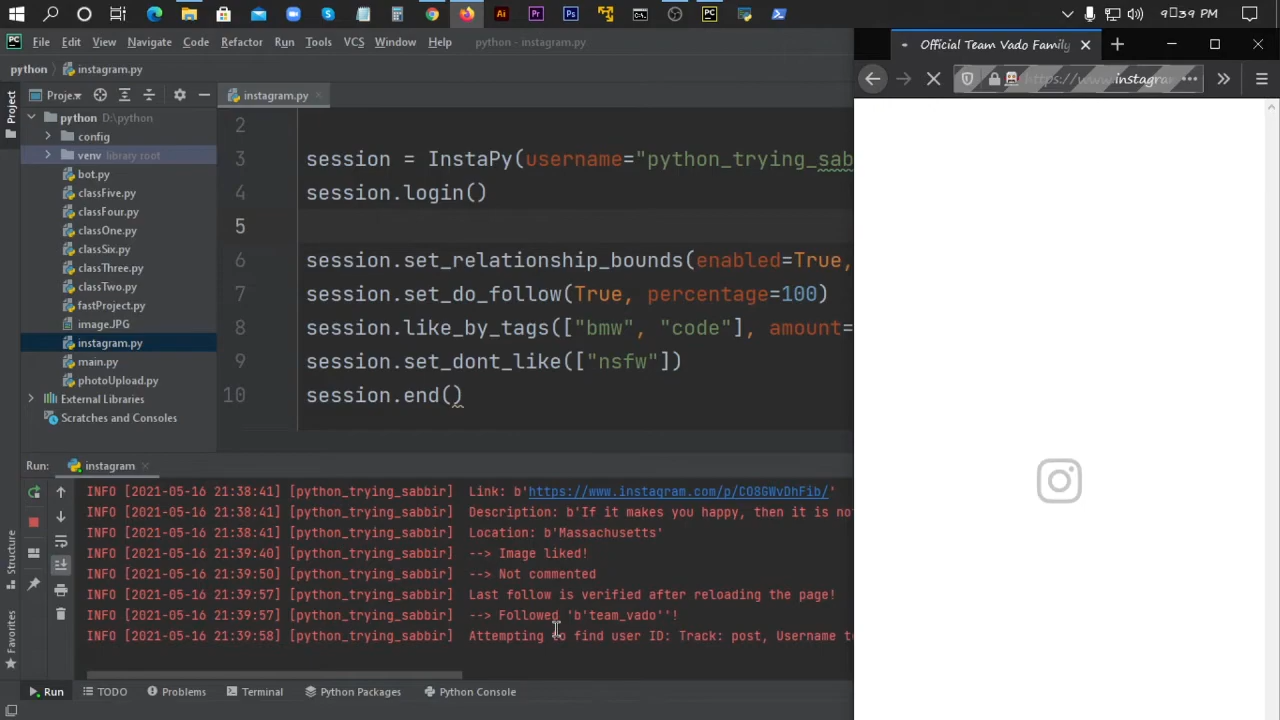 9:39 PM
File Edit View Navigate Code Refactor Run Tools VCS Window Help python - instagram.py
Official Team Vado Family
python instagram.py
https://www.instagram
Project
Proje..
instagram.py
python D:\python
config
venv library root
bot.py
classFive.py
classFour.py
classOne.py
classSix.py
classThree.py
classTwo.py
fastProject.py
image.JPG
instagram.py
main.py
photoUpload.py
External Libraries
Scratches and Consoles
2
3 session = InstaPy(username="python_trying_sabb
4 session.login()
5
6 session.set_relationship_bounds(enabled=True,
7 session.set_do_follow(True, percentage=100)
8 session.like_by_tags(["bmw", "code"], amount=
9 session.set_dont_like(["nsfw"])
10 session.end()
Run: instagram
INFO [2021-05-16 21:38:41] [python_trying_sabbir] Link: b'https://www.instagram.com/p/CO8GWvDhFib/'
INFO [2021-05-16 21:38:41] [python_trying_sabbir] Description: b'If it makes you happy, then it is no
INFO [2021-05-16 21:38:41] [python_trying_sabbir] Location: b'Massachusetts'
INFO [2021-05-16 21:39:40] [python_trying_sabbir] --> Image liked!
INFO [2021-05-16 21:39:50] [python_trying_sabbir] --> Not commented
INFO [2021-05-16 21:39:57] [python_trying_sabbir] Last follow is verified after reloading the page!
INFO [2021-05-16 21:39:57] [python_trying_sabbir] --> Followed 'b'team_vado''!
INFO [2021-05-16 21:39:58] [python_trying_sabbir] Attempting to find user ID: Track: post, Username t
Structure
Favorites
Run TODO Problems Terminal Python Packages Python Console